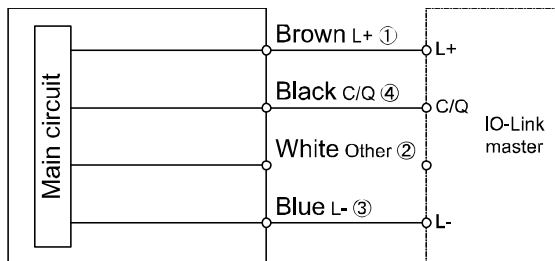 Main circuit
Brown L+ ①
Black C/Q ④
White Other ②
Blue L- ③
L+
C/Q
L-
IO-Link
master